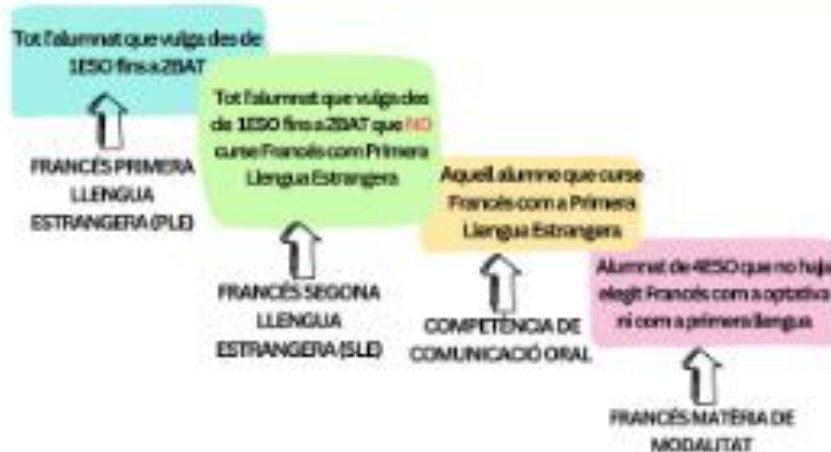 Tot l'alumnat que vulga des de
1ESO fins a 2BAT
FRANCÉS PRIMERA
LLENGUA
ESTRANGERA (PLE)
Tot l'alumnat que vulga des
de 1ESO fins a 2BAT que NO
curse Francés com Primera
Llengua Estrangera
FRANCÉS SEGONA
LLENGUA
ESTRANGERA (SLE)
Aquell alumne que curse
Francés com a Primera
Llengua Estrangera
COMPETÈNCIA DE
COMUNICACIÓ ORAL
Alumnat de 4ESO que no haja
elegit Francés com a optativa
ni com a primera llengua
FRANCÉS MATÈRIA DE
MODALITAT